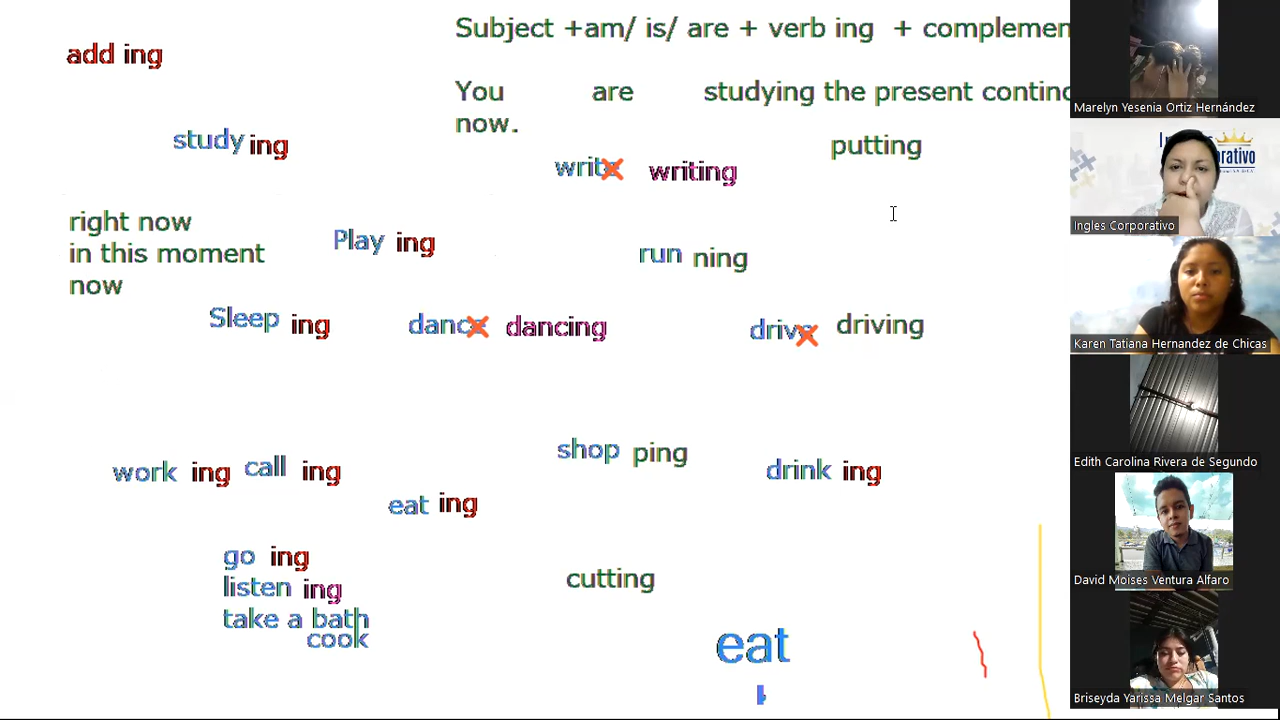 add ing
Subject +am/ is/ are + verb ing + complemen
You are studying the present contin
now.
study ing
write writing
putting
right now
in this moment
now
Play ing
run ning
Sleep ing
dance dancing
drive driving
work ing
call ing
eat ing
shop ping
drink ing
go ing
listen ing
take a bath
cook
cutting
eat
Marelyn Yesenia Ortiz Hernández
Ingles Corporativo
Karen Tatiana Hernandez de Chicas
Edith Carolina Rivera de Segundo
David Moises Ventura Alfaro
Briseyda Yarissa Melgar Santos